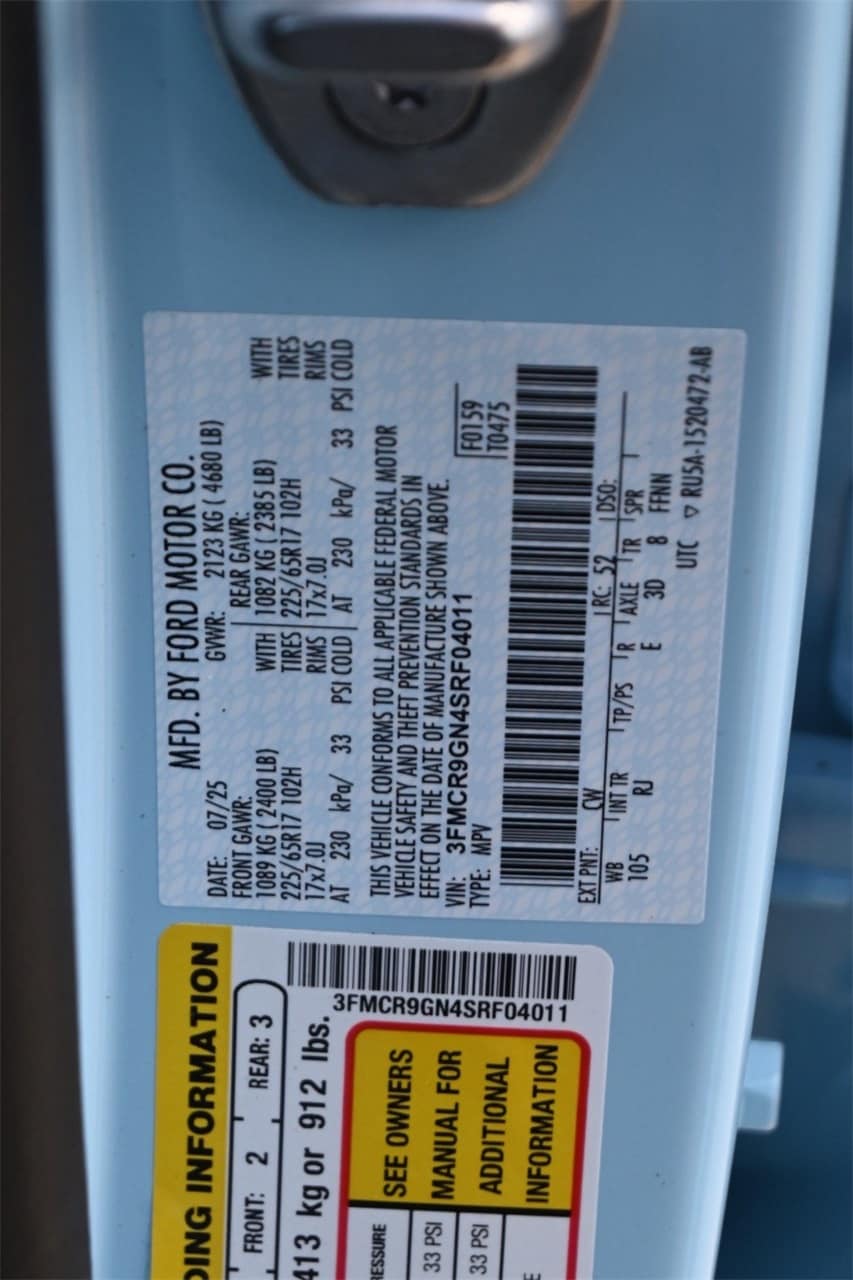 MFD. BY FORD MOTOR CO.
DATE: 07/25 GVWR: 2123 KG ( 4680 LB)
FRONT GAWR: REAR GAWR:
1089 KG ( 2400 LB) WITH 1082 KG ( 2385 LB) WITH
225/65R17 102H TIRES 225/65R17 102H TIRES
17x7.0J RIMS 17x7.0J RIMS
AT 230 kPa/ 33 PSI COLD AT 230 kPa/ 33 PSI COLD
THIS VEHICLE CONFORMS TO ALL APPLICABLE FEDERAL MOTOR
VEHICLE SAFETY AND THEFT PREVENTION STANDARDS IN
EFFECT ON THE DATE OF MANUFACTURE SHOWN ABOVE.
VIN: 3FMCR9GN4SRF04011
TYPE: MPV
F0159
T0475
EXT PNT: CW RC: 52 DSO:
WB INT TR TP/PS R AXLE TR SPR
105 RJ E 3D 8 FFNN
UTC ▽ RU5A-1520472-AB
DING INFORMATION
FRONT: 2 REAR: 3
413 kg or 912 lbs.
3FMCR9GN4SRF04011
ESSURE
33 PSI
33 PSI
E
SEE OWNERS
MANUAL FOR
ADDITIONAL
INFORMATION